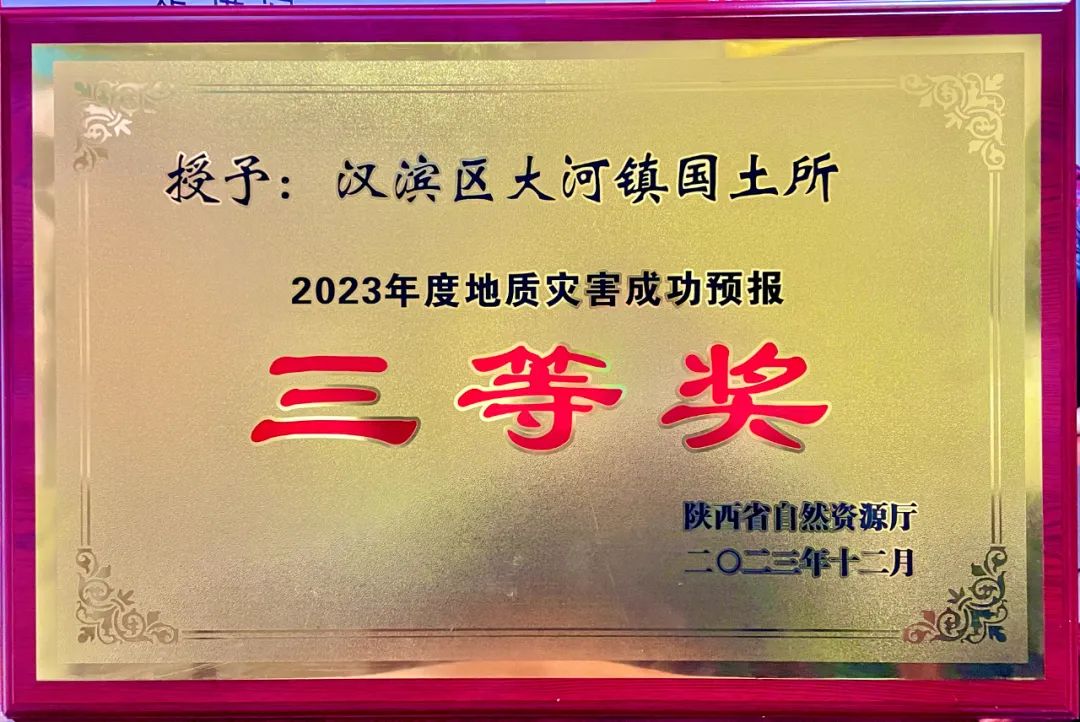 授予：汉滨区大河镇国土所
2023年度地质灾害成功预报
三等奖
陕西省自然资源厅
二〇二三年十二月